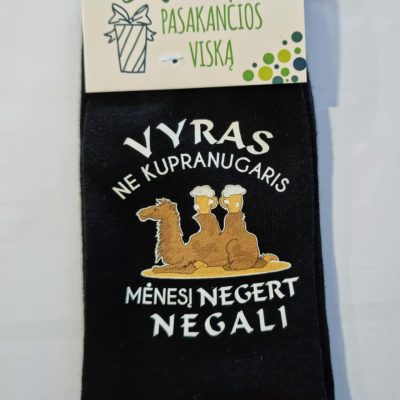 PASAKANČIOS
VISKĄ
VYRAS
NE KUPRANUGARIS
MĖNESĮ NEGERT
NEGALI